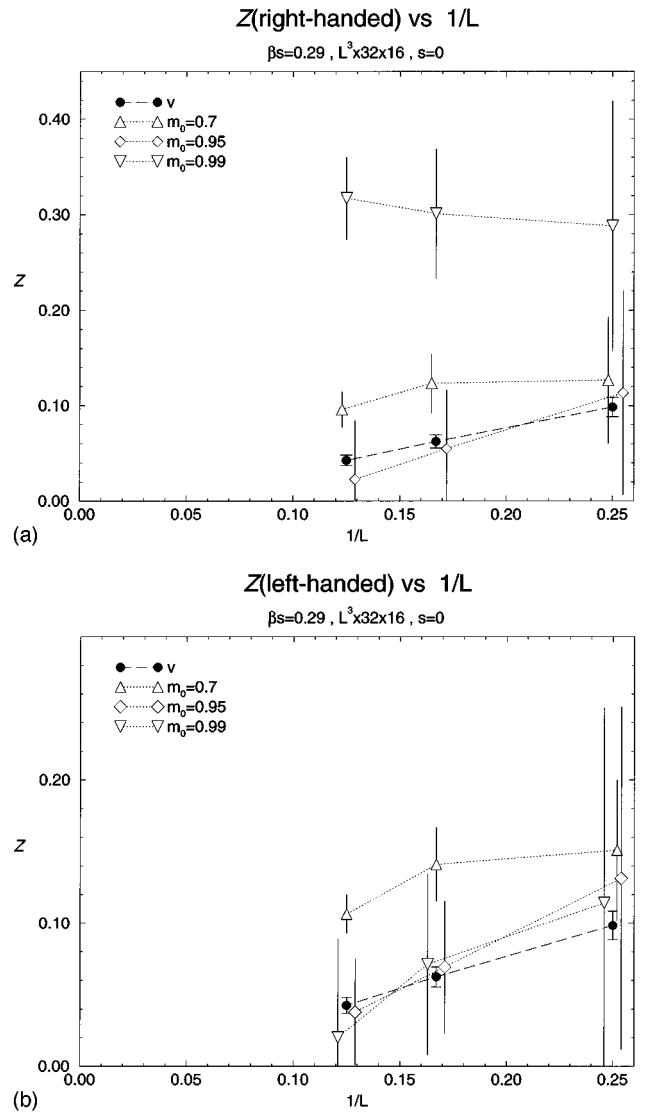 Z(right-handed) vs 1/L
βs=0.29 , L³x32x16 , s=0
v
m₀=0.7
m₀=0.95
m₀=0.99
0.40
0.30
z
0.20
0.10
0.00
0.00 0.05 0.10 0.15 0.20 0.25
1/L
(a)
Z(left-handed) vs 1/L
βs=0.29 , L³x32x16 , s=0
v
m₀=0.7
m₀=0.95
m₀=0.99
0.20
z
0.10
0.00
0.00 0.05 0.10 0.15 0.20 0.25
1/L
(b)